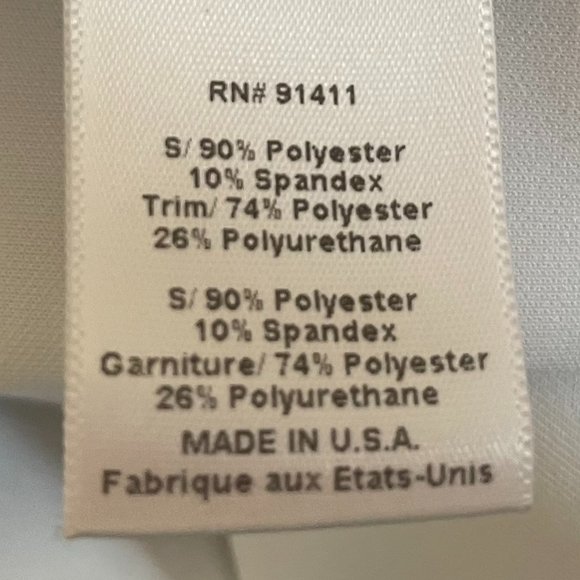 RN# 91411
S/ 90% Polyester
10% Spandex
Trim/ 74% Polyester
26% Polyurethane
S/ 90% Polyester
10% Spandex
Garniture/ 74% Polyester
26% Polyurethane
MADE IN U.S.A.
Fabrique aux Etats-Unis